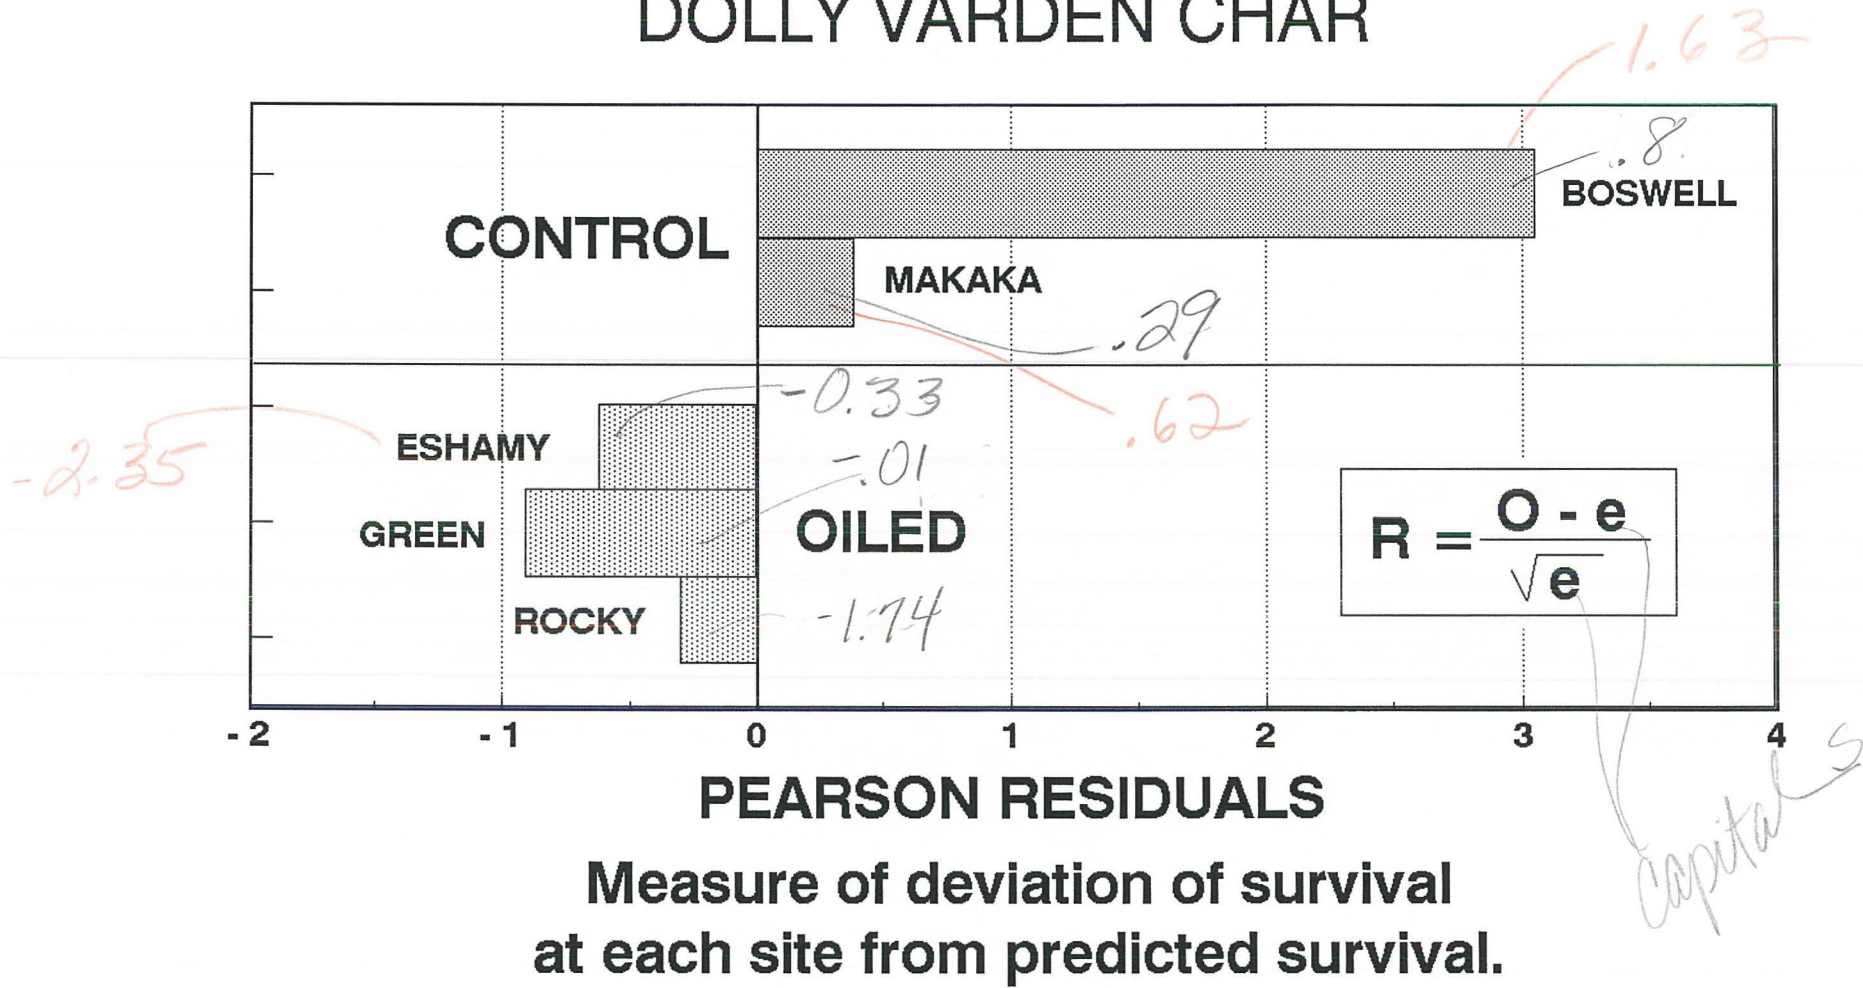 DOLLY VARDEN CHAR
1.63
.8
BOSWELL
CONTROL
MAKAKA
.29
-0.33
.62
ESHAMY
-2.35
-.01
GREEN
OILED
R = O - e / √e
ROCKY
-1.74
-2 -1 0 1 2 3 4
capitals
PEARSON RESIDUALS
Measure of deviation of survival
at each site from predicted survival.